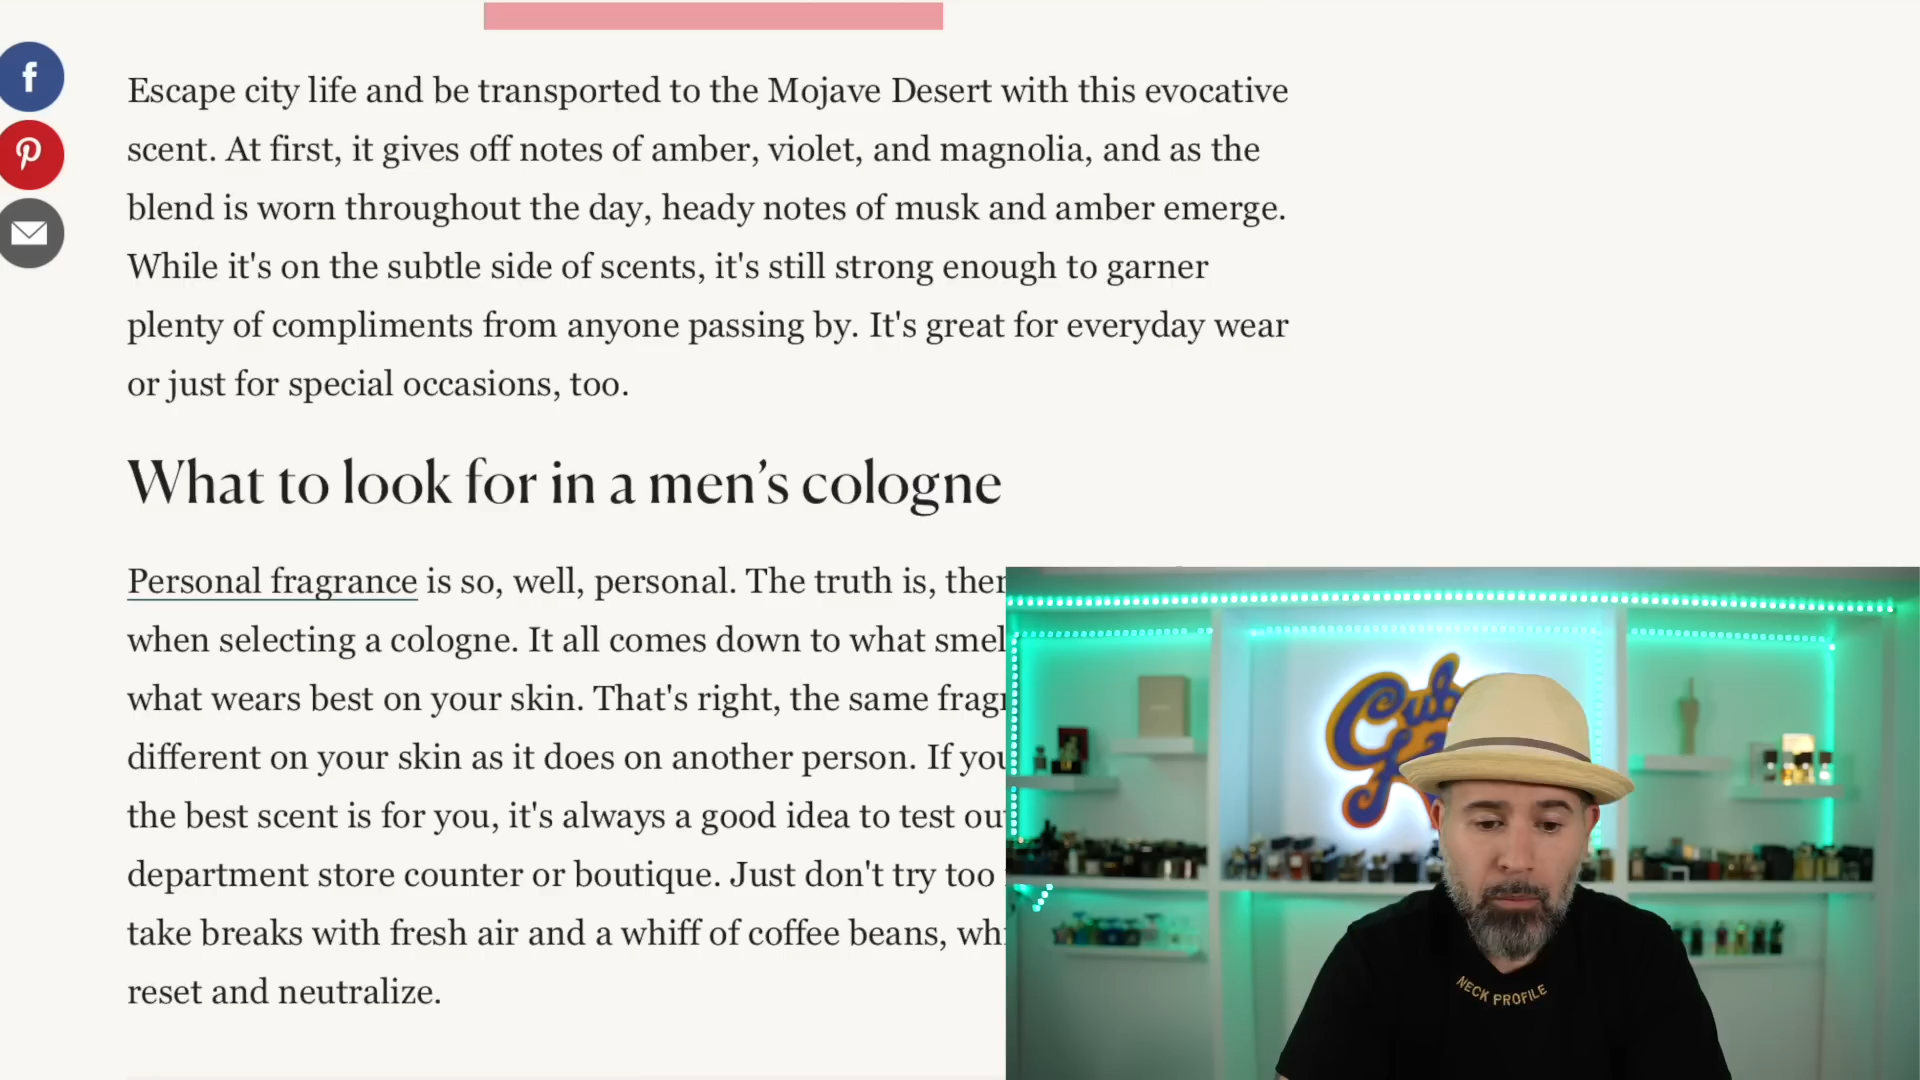 Escape city life and be transported to the Mojave Desert with this evocative
scent. At first, it gives off notes of amber, violet, and magnolia, and as the
blend is worn throughout the day, heady notes of musk and amber emerge.
While it's on the subtle side of scents, it's still strong enough to garner
plenty of compliments from anyone passing by. It's great for everyday wear
or just for special occasions, too.
What to look for in a men’s cologne
Personal fragrance is so, well, personal. The truth is,
when selecting a cologne. It all comes down to what
what wears best on your skin. That's right, the same
different on your skin as it does on another person. If
the best scent is for you, it's always a good idea to test
department store counter or boutique. Just don't try too
take breaks with fresh air and a whiff of coffee beans,
reset and neutralize.
NECK PROFILE